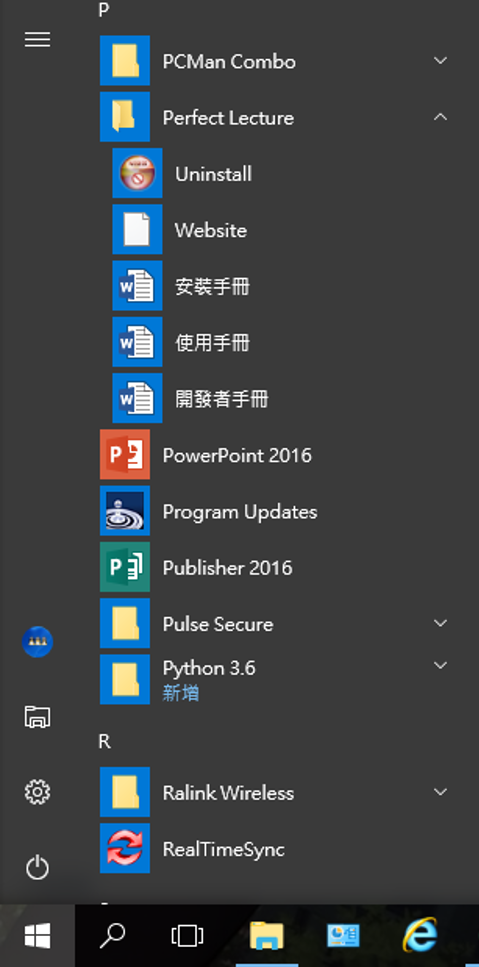 P
PCMan Combo
Perfect Lecture
Uninstall
Website
安裝手冊
使用手冊
開發者手冊
PowerPoint 2016
Program Updates
Publisher 2016
Pulse Secure
Python 3.6
新增
R
Ralink Wireless
RealTimeSync